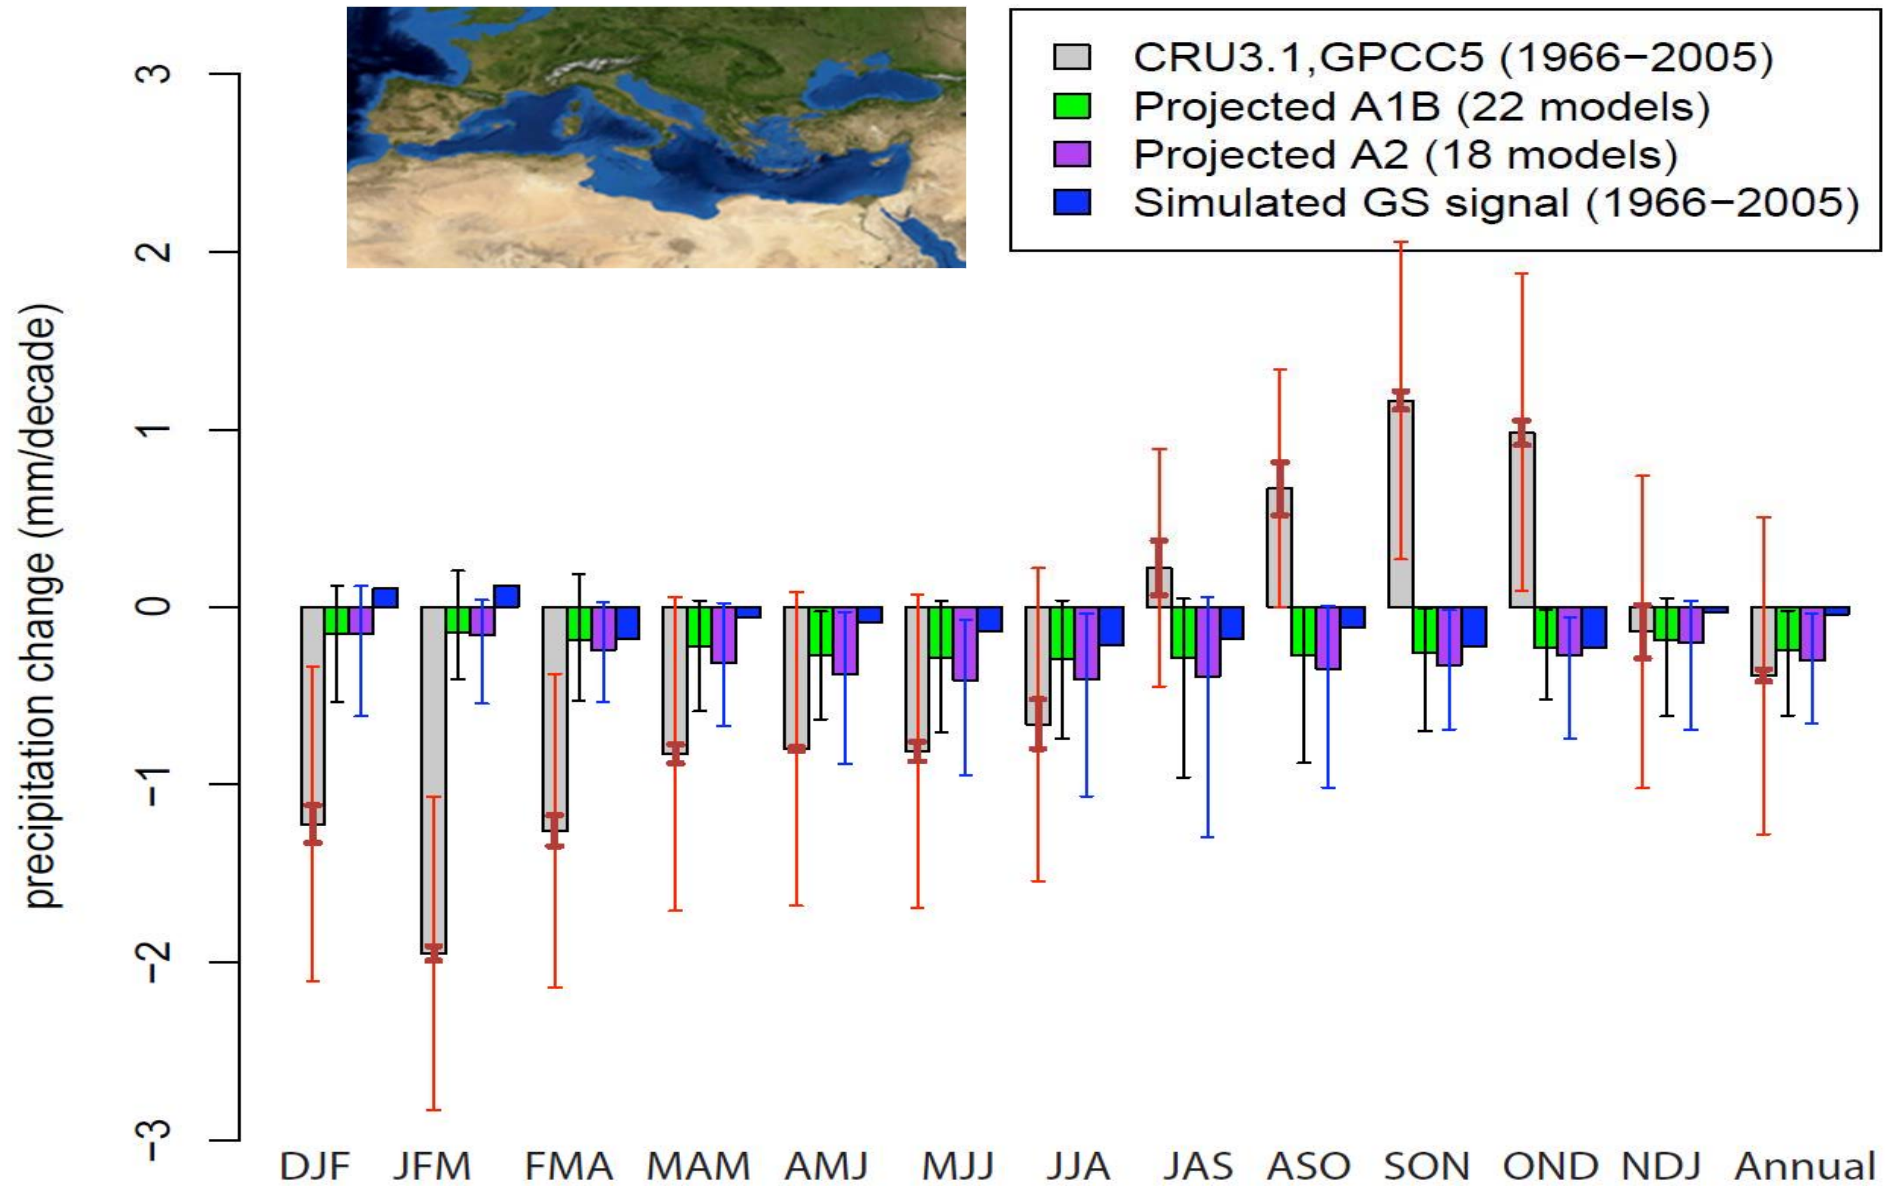 CRU3.1,GPCC5 (1966−2005)
Projected A1B (22 models)
Projected A2 (18 models)
Simulated GS signal (1966−2005)
precipitation change (mm/decade)
3
2
1
0
−1
−2
−3
DJF JFM FMA MAM AMJ MJJ JJA JAS ASO SON OND NDJ Annual